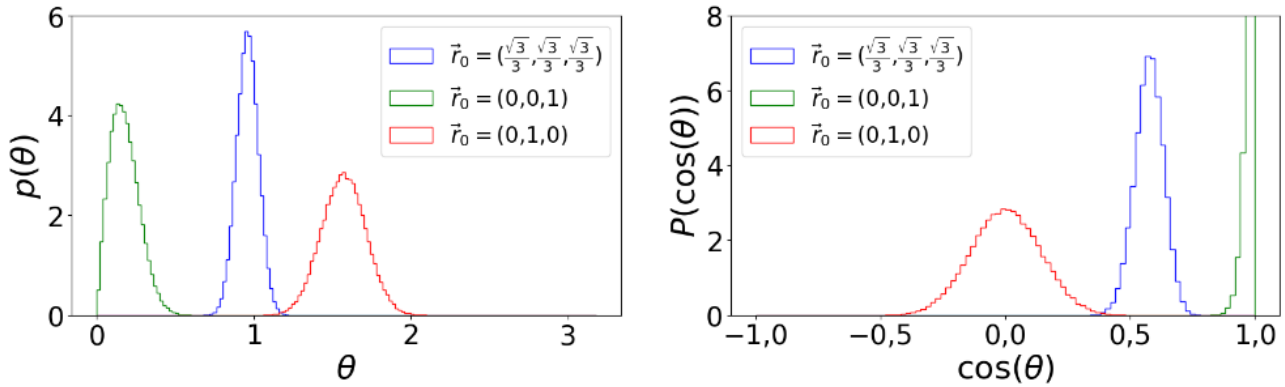 6
4
2
0
p(θ)
0 1 2 3
θ
r⃗₀ = (√3/3,√3/3,√3/3)
r⃗₀ = (0,0,1)
r⃗₀ = (0,1,0)
8
6
4
2
0
P(cos(θ))
−1,0 −0,5 0,0 0,5 1,0
cos(θ)
r⃗₀ = (√3/3,√3/3,√3/3)
r⃗₀ = (0,0,1)
r⃗₀ = (0,1,0)